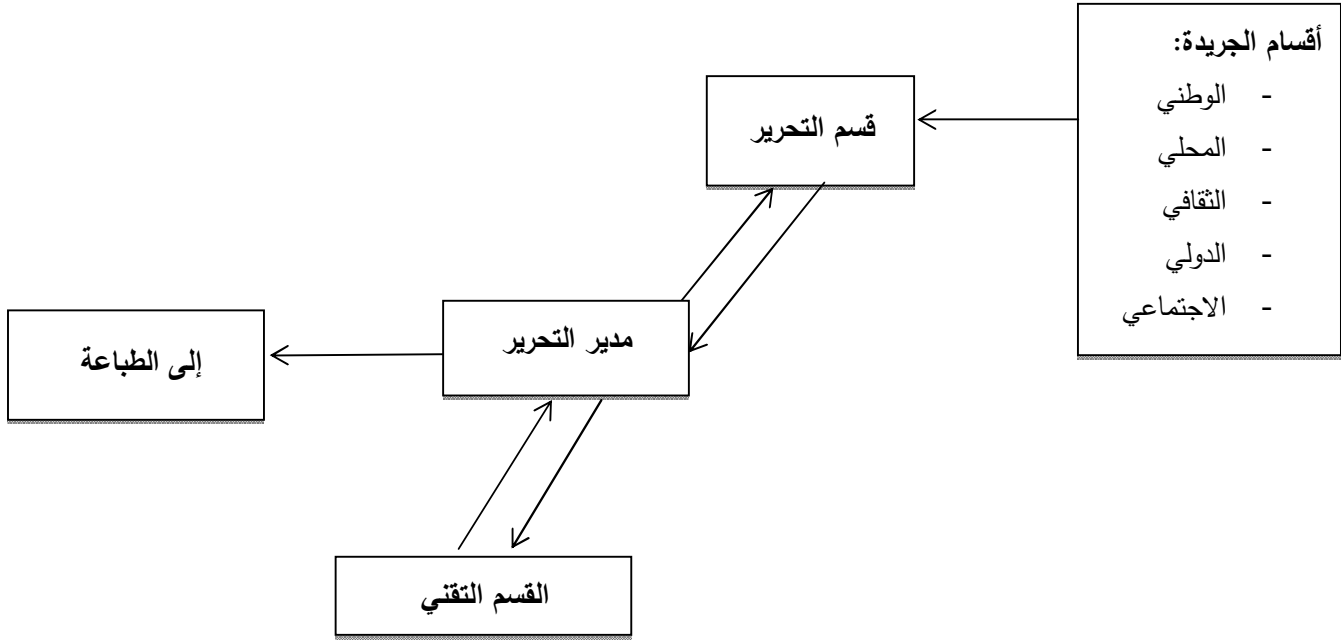 أقسام الجريدة:
- الوطني
- المحلي
- الثقافي
- الدولي
- الاجتماعي
قسم التحرير
مدير التحرير
إلى الطباعة
القسم التقني